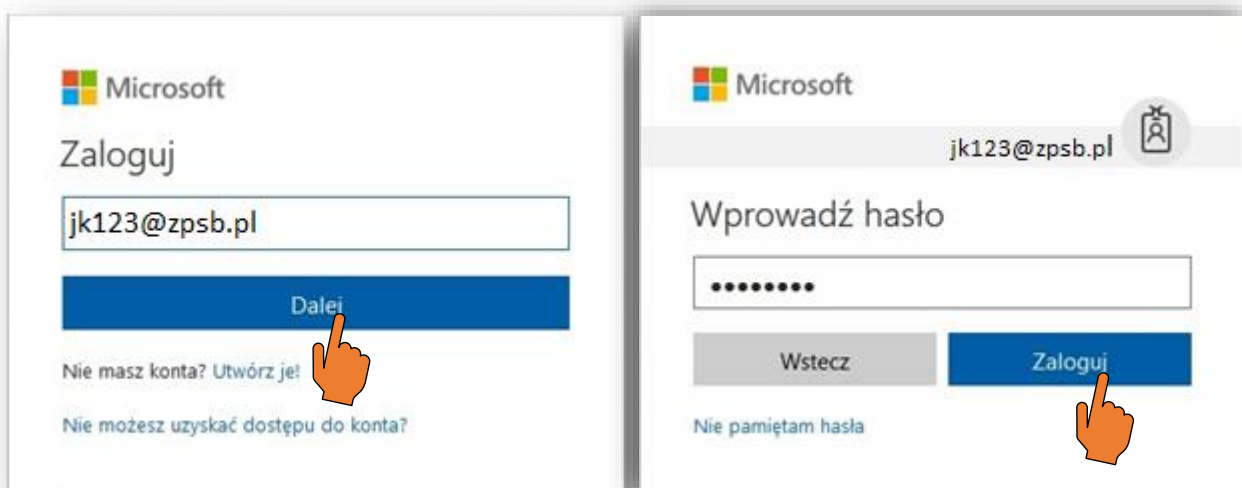 Microsoft
Zaloguj
jk123@zpsb.pl
Dalej
Nie masz konta? Utwórz je!
Nie możesz uzyskać dostępu do konta?
Microsoft
jk123@zpsb.pl
Wprowadź hasło
••••••••
Wstecz
Zaloguj
Nie pamiętam hasła